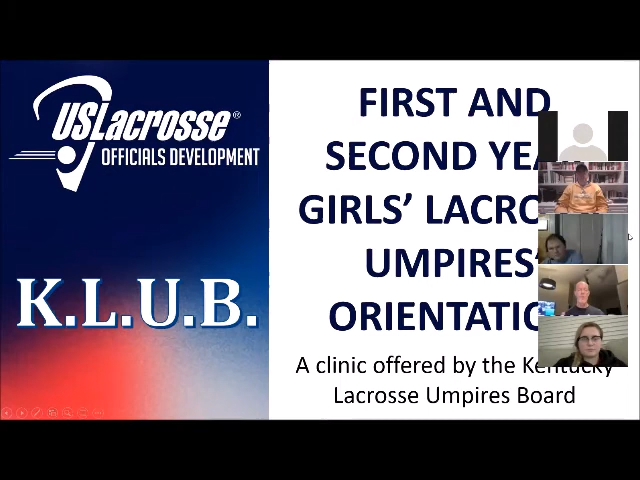 USLacrosse®
OFFICIALS DEVELOPMENT
K.L.U.B.
FIRST AND
SECOND YEA
GIRLS' LACRO
UMPIRES'
ORIENTATIO
A clinic offered by the Kentucky
Lacrosse Umpires Board